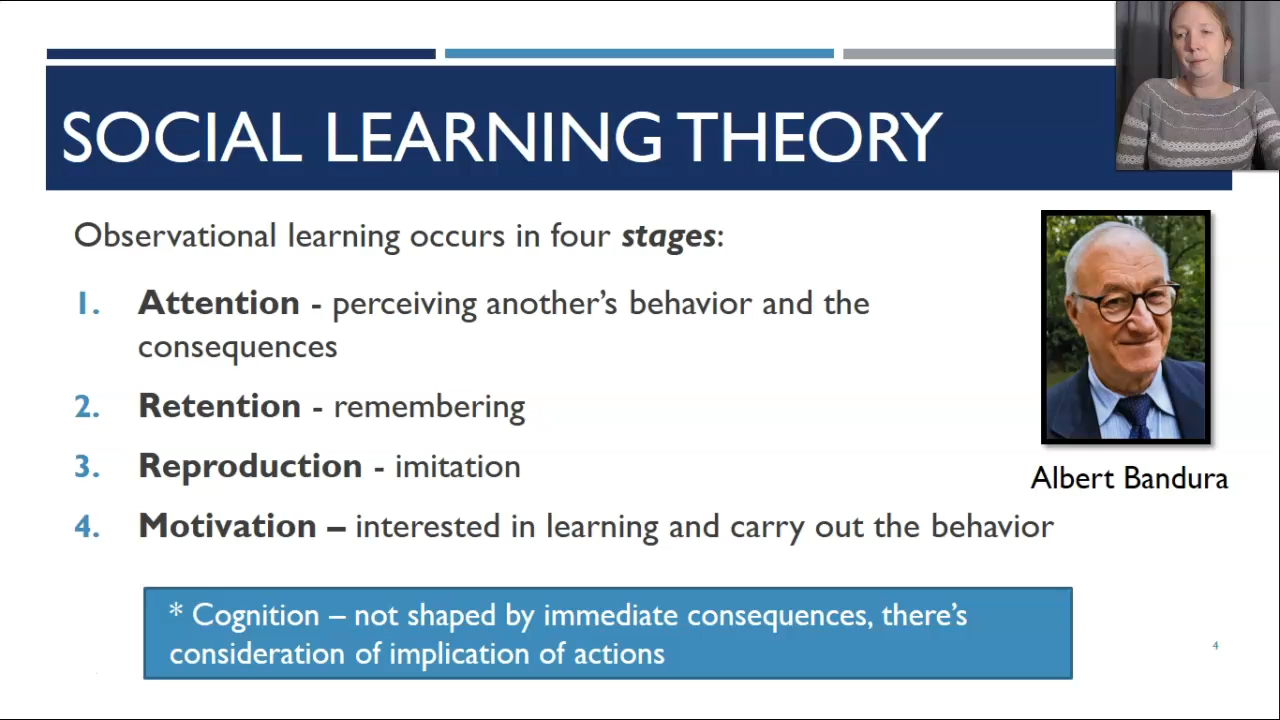 SOCIAL LEARNING THEORY
Observational learning occurs in four stages:
1. Attention - perceiving another’s behavior and the
consequences
2. Retention - remembering
3. Reproduction - imitation
4. Motivation – interested in learning and carry out the behavior
Albert Bandura
* Cognition – not shaped by immediate consequences, there’s
consideration of implication of actions
4